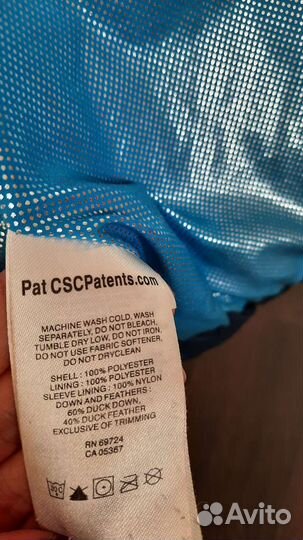 Pat CSCPatents.com
MACHINE WASH COLD, WASH
SEPARATELY, DO NOT BLEACH,
TUMBLE DRY LOW, DO NOT IRON,
DO NOT USE FABRIC SOFTENER,
DO NOT DRYCLEAN
SHELL : 100% POLYESTER
LINING : 100% POLYESTER
SLEEVE LINING : 100% NYLON
DOWN AND FEATHERS :
60% DUCK DOWN,
40% DUCK FEATHER
EXCLUSIVE OF TRIMMING
RN 69724
CA 05367
Avito